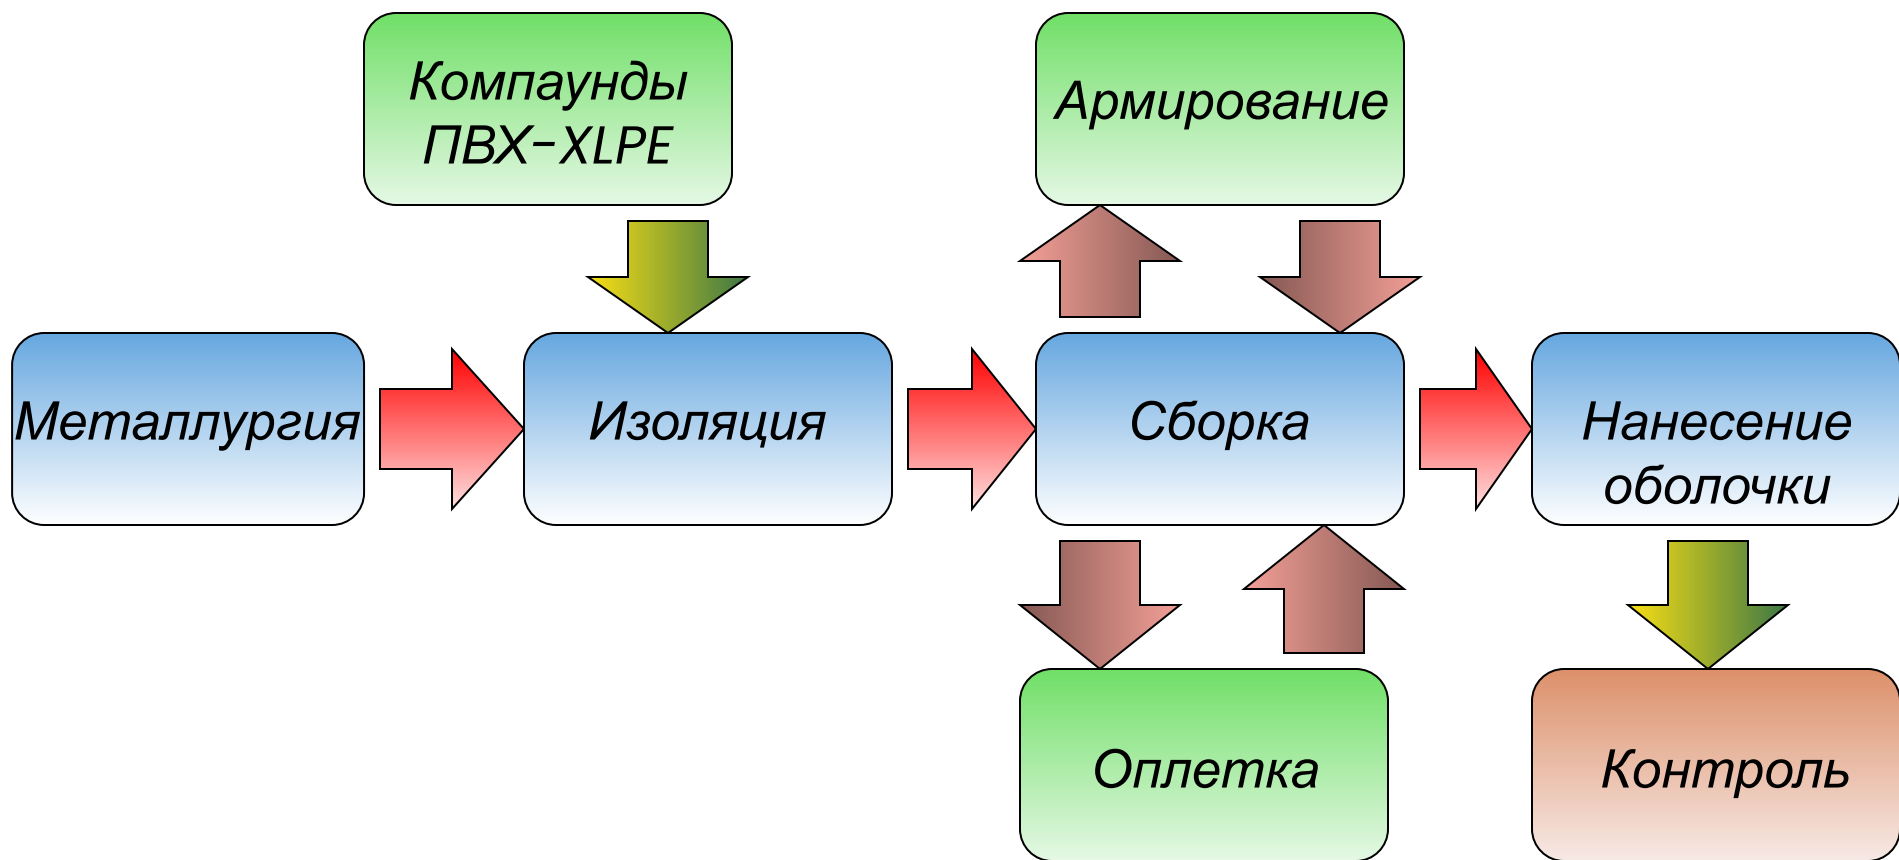 Компаунды
ПВХ-XLPE
Армирование
Металлургия
Изоляция
Сборка
Нанесение
оболочки
Оплетка
Контроль